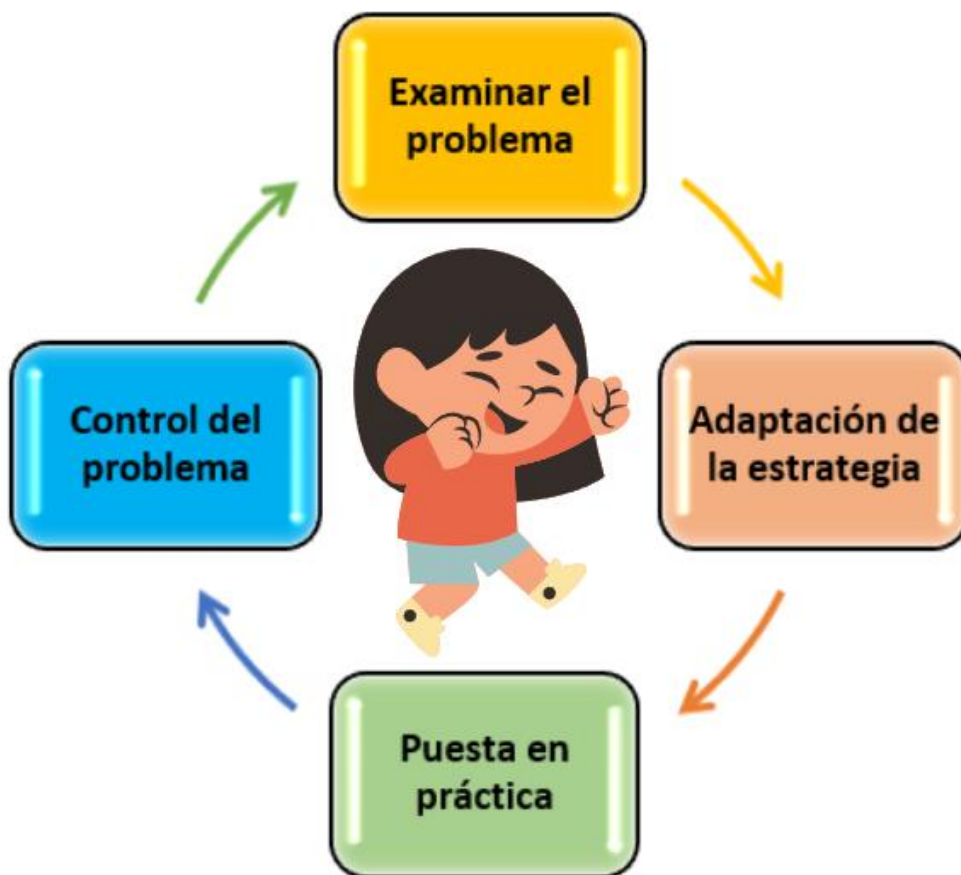 Examinar el
problema
Adaptación de
la estrategia
Puesta en
práctica
Control del
problema